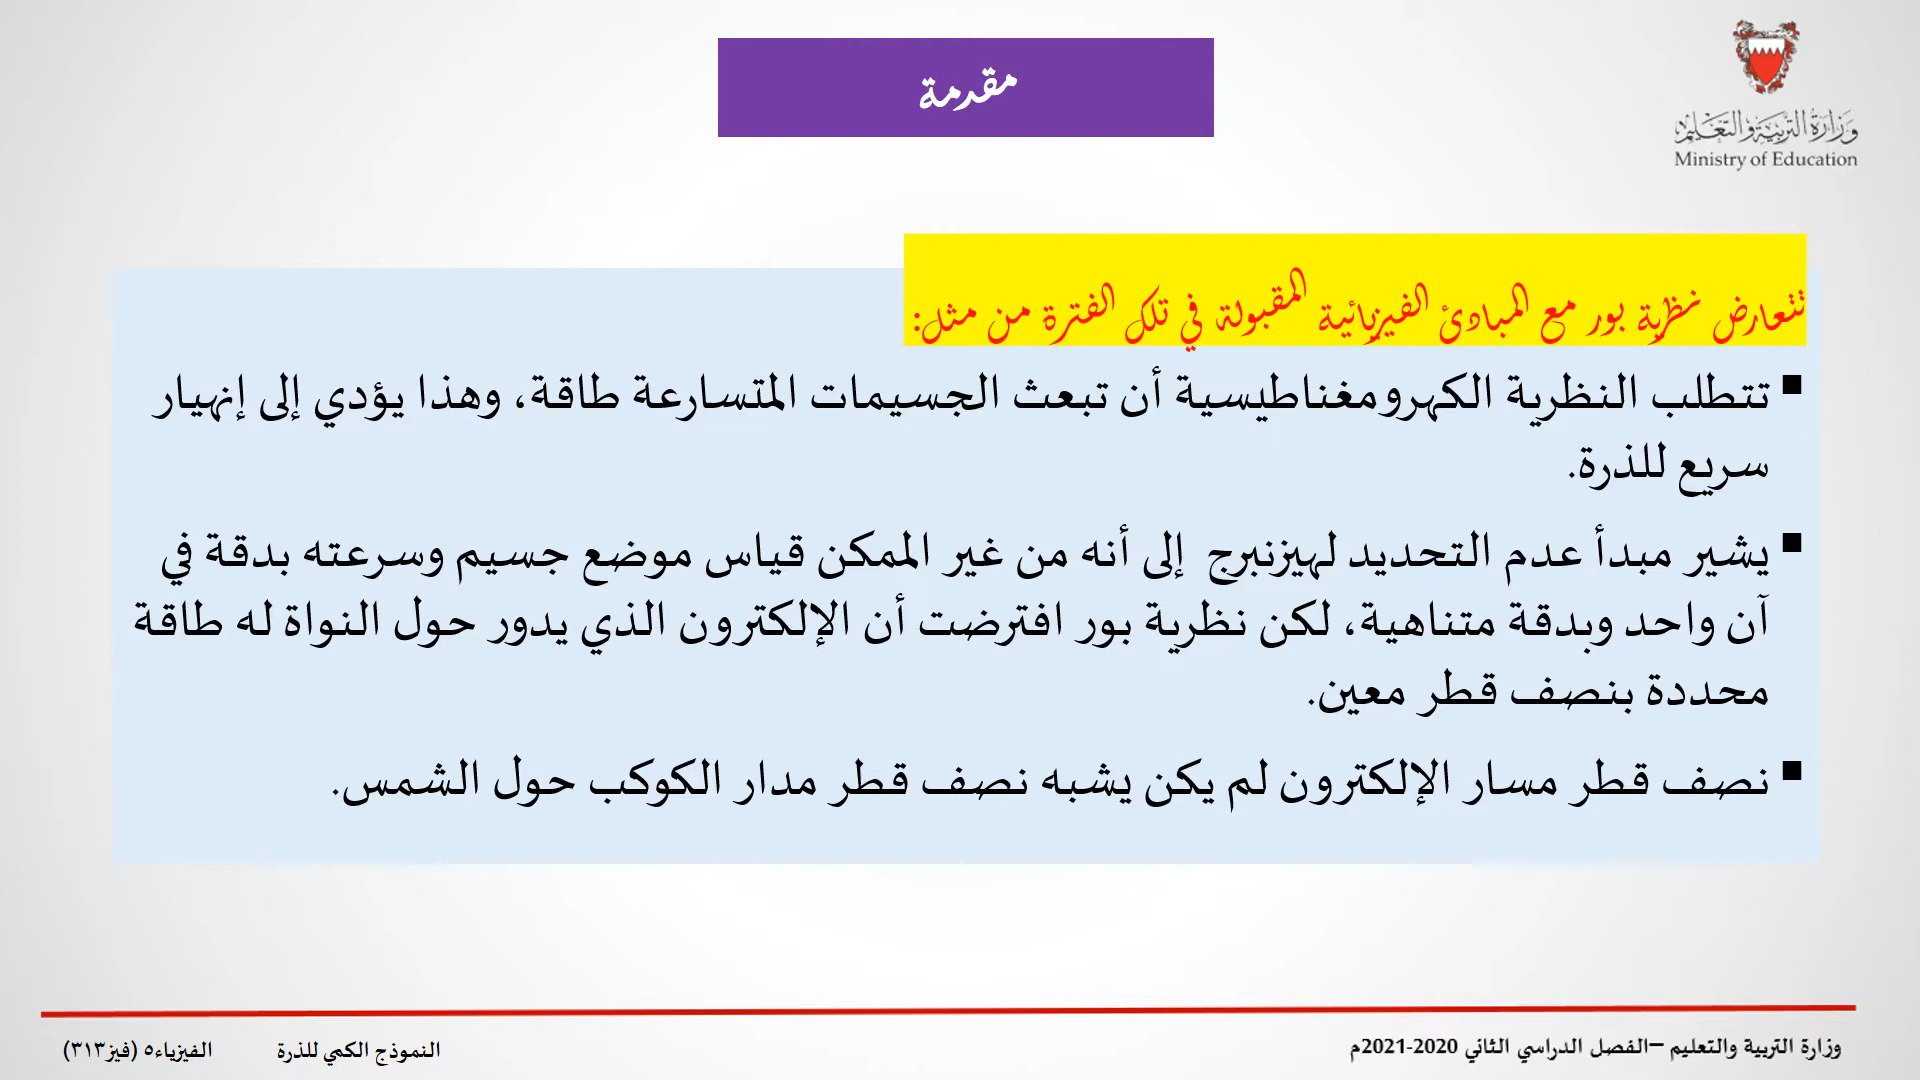 وزارة التربية والتعليم
Ministry of Education
مقدمة
تتعارض نظرية بور مع المبادئ الفيزيائية المقبولة في تلك الفترة من مثل:
▪ تتطلب النظرية الكهرومغناطيسية أن تبعث الجسيمات المتسارعة طاقة، وهذا يؤدي إلى إنهيار
سريع للذرة.
▪ يشير مبدأ عدم التحديد لهيزنبرج إلى أنه من غير الممكن قياس موضع جسيم وسرعته بدقة في
آن واحد وبدقة متناهية، لكن نظرية بور افترضت أن الإلكترون الذي يدور حول النواة له طاقة
محددة بنصف قطر معين.
▪ نصف قطر مسار الإلكترون لم يكن يشبه نصف قطر مدار الكوكب حول الشمس.
وزارة التربية والتعليم –الفصل الدراسي الثاني 2020-2021م
النموذج الكمي للذرة
الفيزياء٥ (فيز٣١٣)